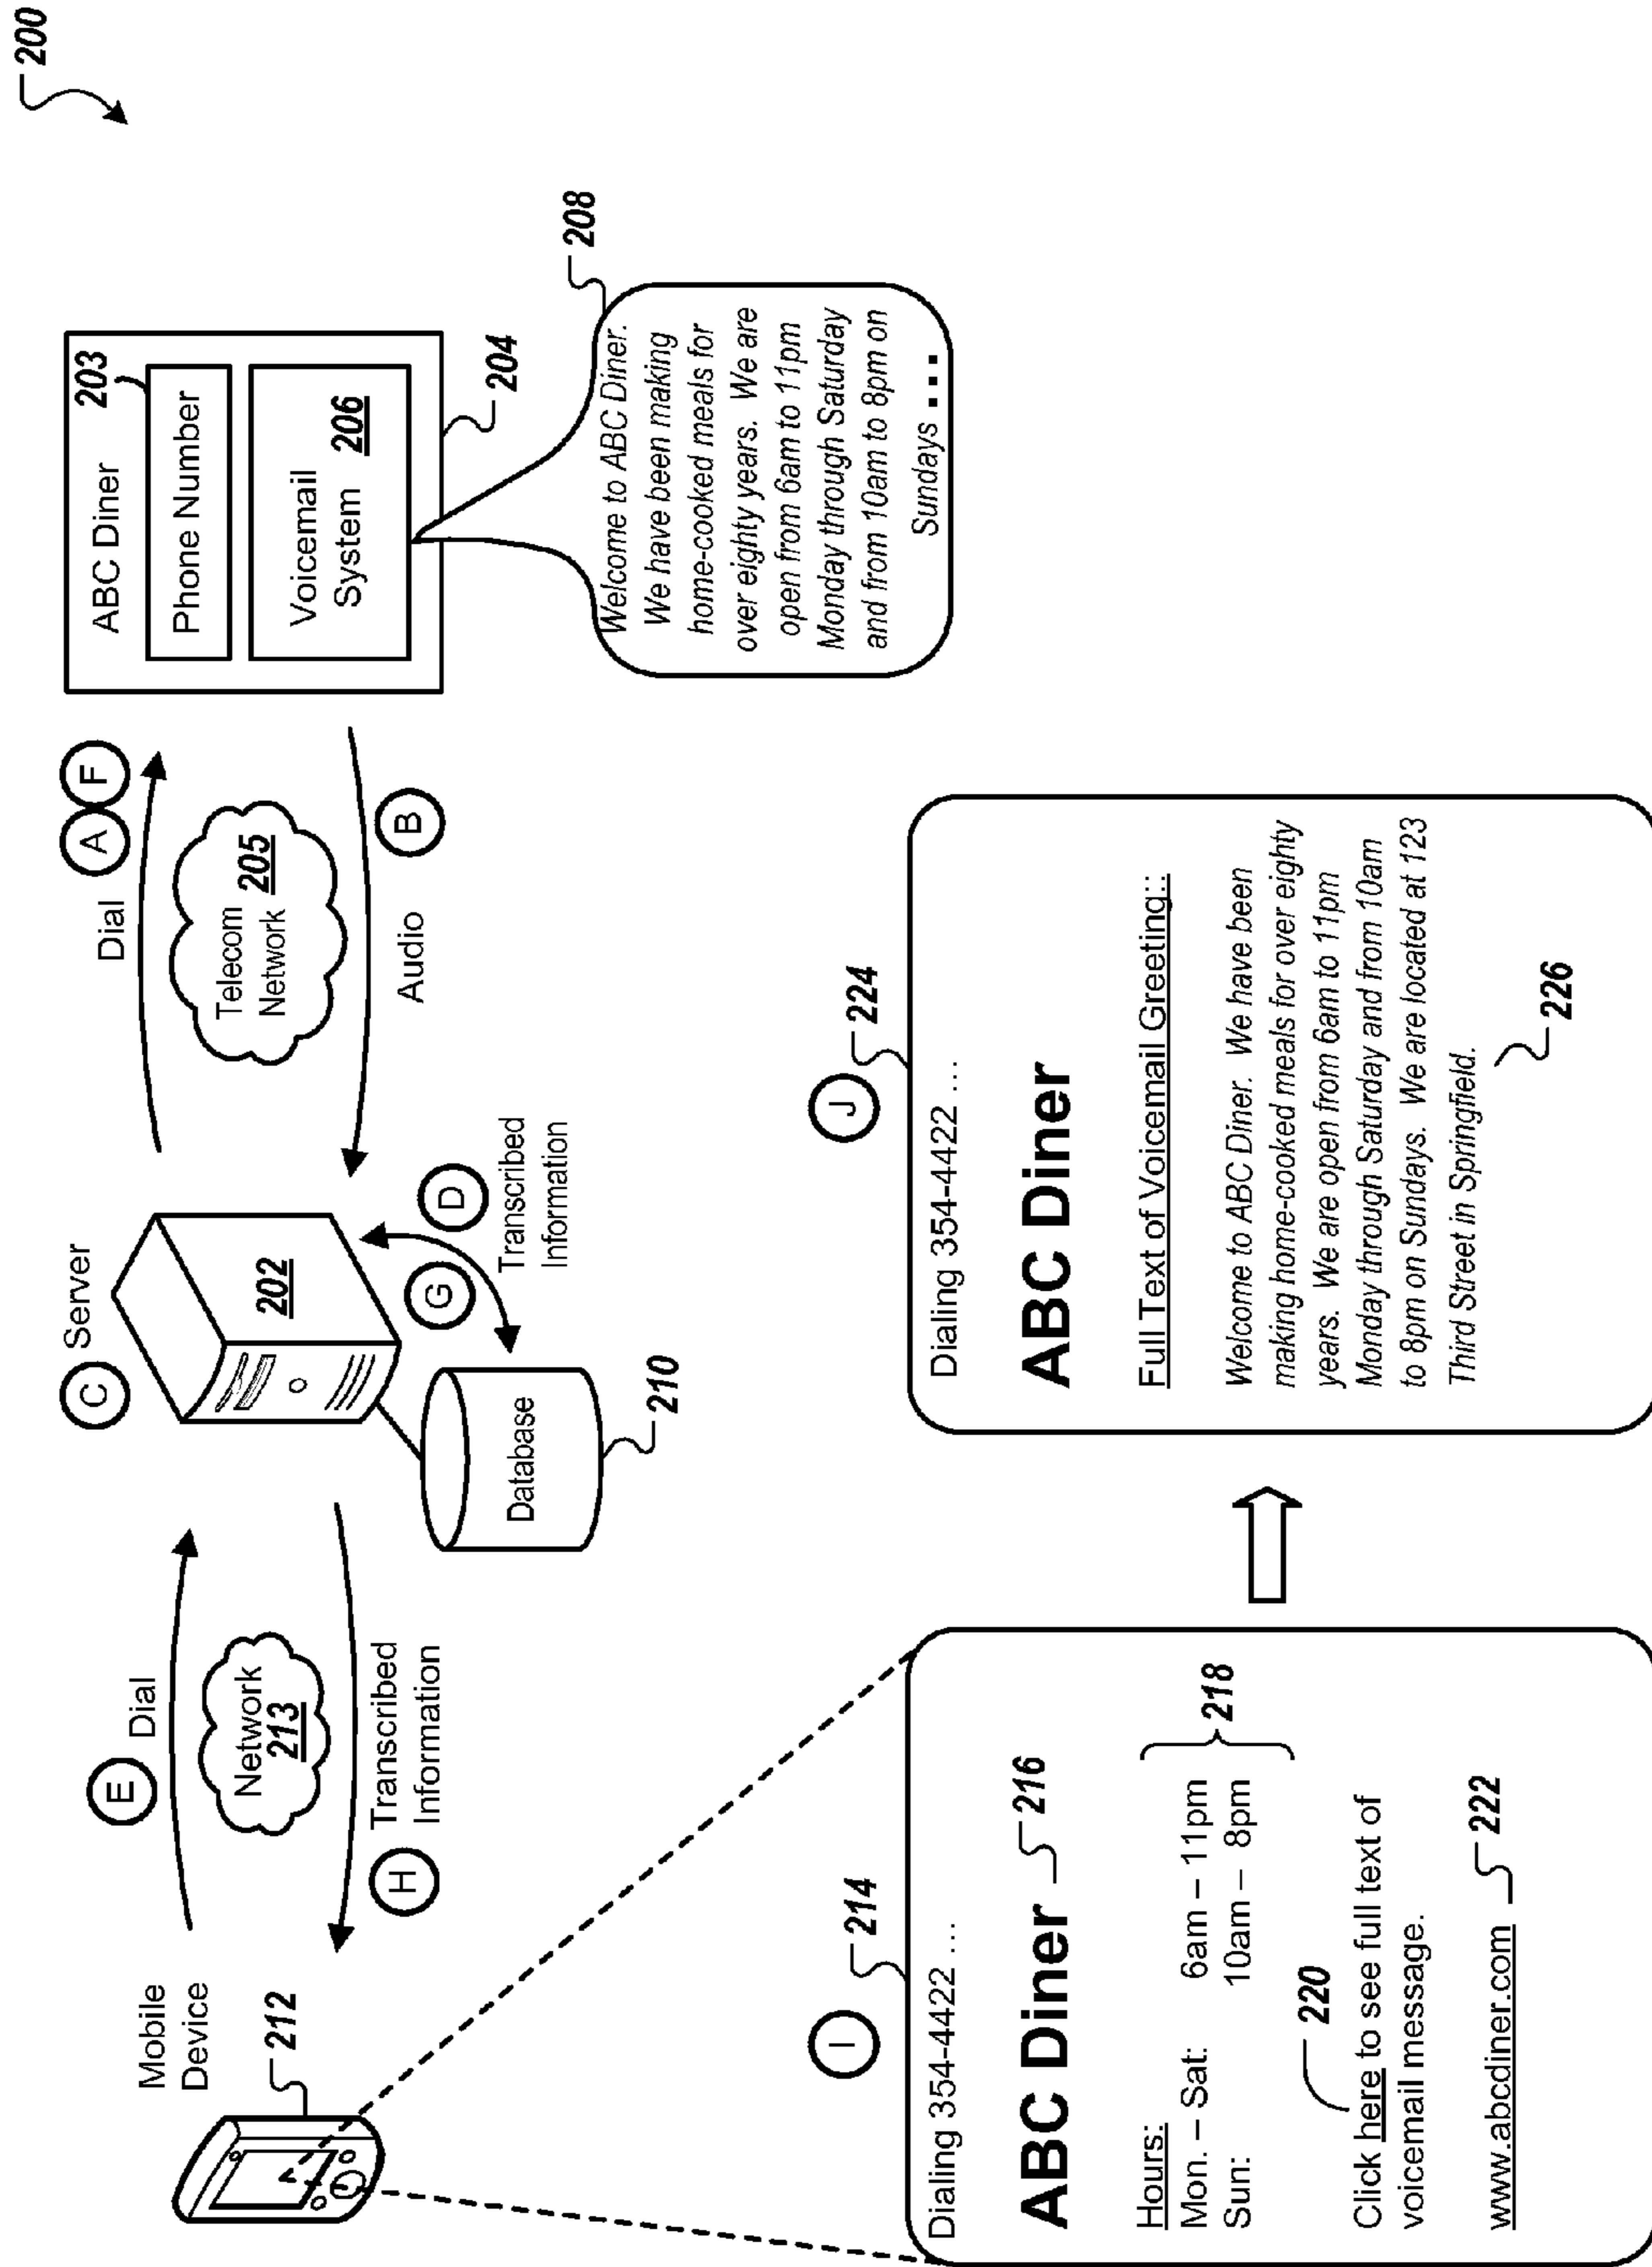 200
Mobile
Device
212
E
Dial
Network
213
Transcribed
Information
H
C
Server
202
Database
210
G
D
Transcribed
Information
A
F
Dial
Telecom
Network
205
Audio
B
ABC Diner
203
Phone Number
Voicemail
System
206
204
208
Welcome to ABC Diner.
We have been making
home-cooked meals for
over eighty years. We are
open from 6am to 11pm
Monday through Saturday
and from 10am to 8pm on
Sundays ...
I
214
Dialing 354-4422 ...
ABC Diner
216
Hours:
Mon. – Sat: 6am – 11pm
Sun: 10am – 8pm
218
220
Click here to see full text of
voicemail message.
www.abcdiner.com
222
J
224
Dialing 354-4422 ...
ABC Diner
Full Text of Voicemail Greeting::
Welcome to ABC Diner. We have been
making home-cooked meals for over eighty
years. We are open from 6am to 11pm
Monday through Saturday and from 10am
to 8pm on Sundays. We are located at 123
Third Street in Springfield.
226